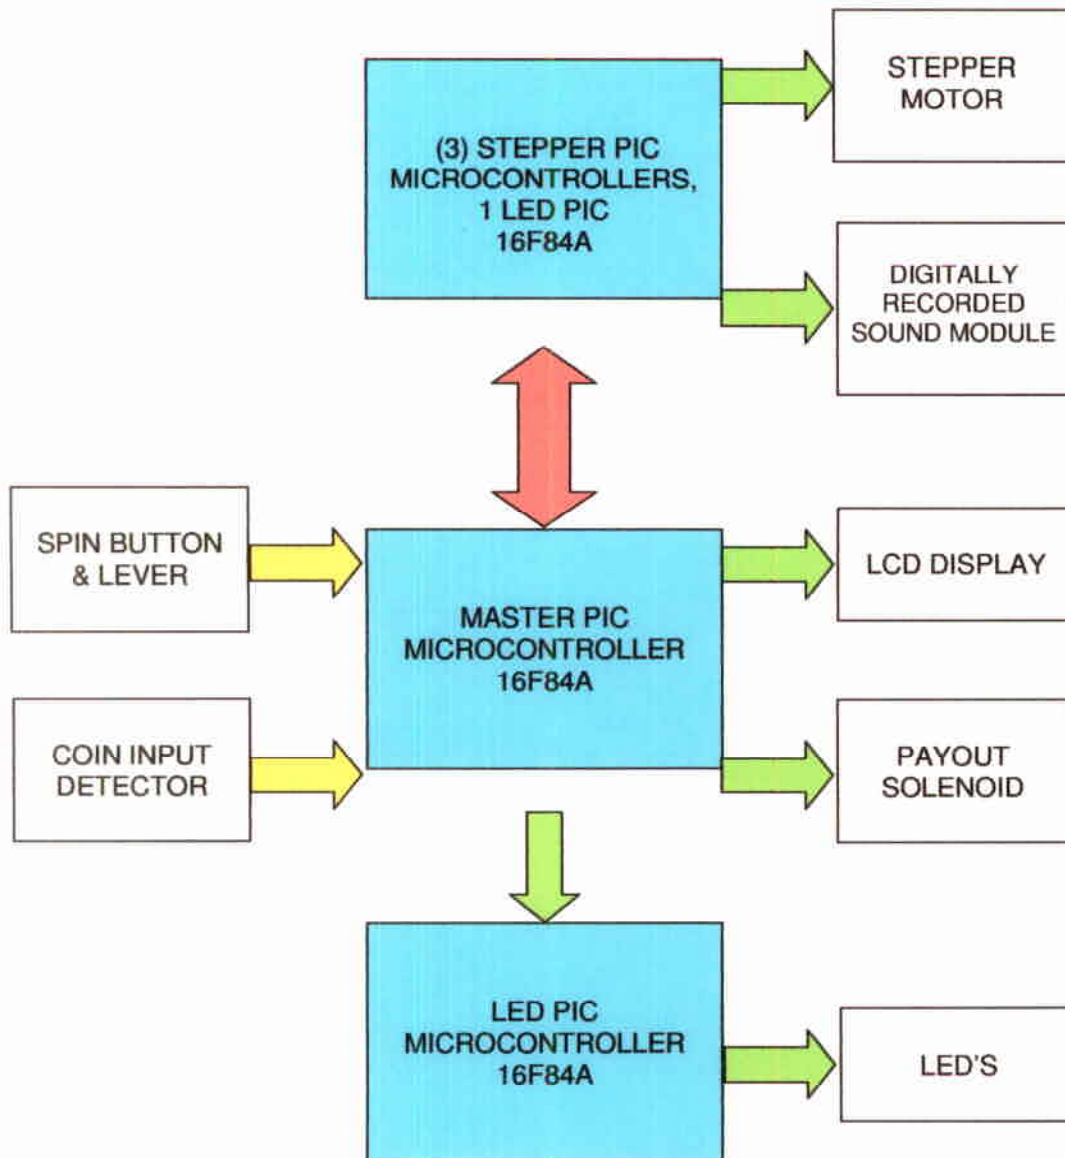 (3) STEPPER PIC
MICROCONTROLLERS,
1 LED PIC
16F84A
STEPPER
MOTOR
DIGITALLY
RECORDED
SOUND MODULE
SPIN BUTTON
& LEVER
MASTER PIC
MICROCONTROLLER
16F84A
LCD DISPLAY
COIN INPUT
DETECTOR
PAYOUT
SOLENOID
LED PIC
MICROCONTROLLER
16F84A
LED'S